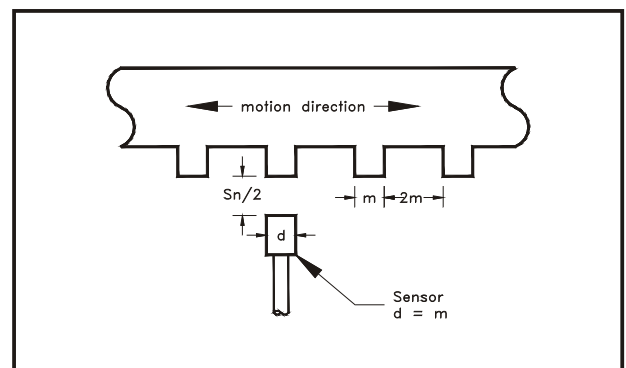 motion direction
Sn/2
m
2m
d
Sensor
d = m